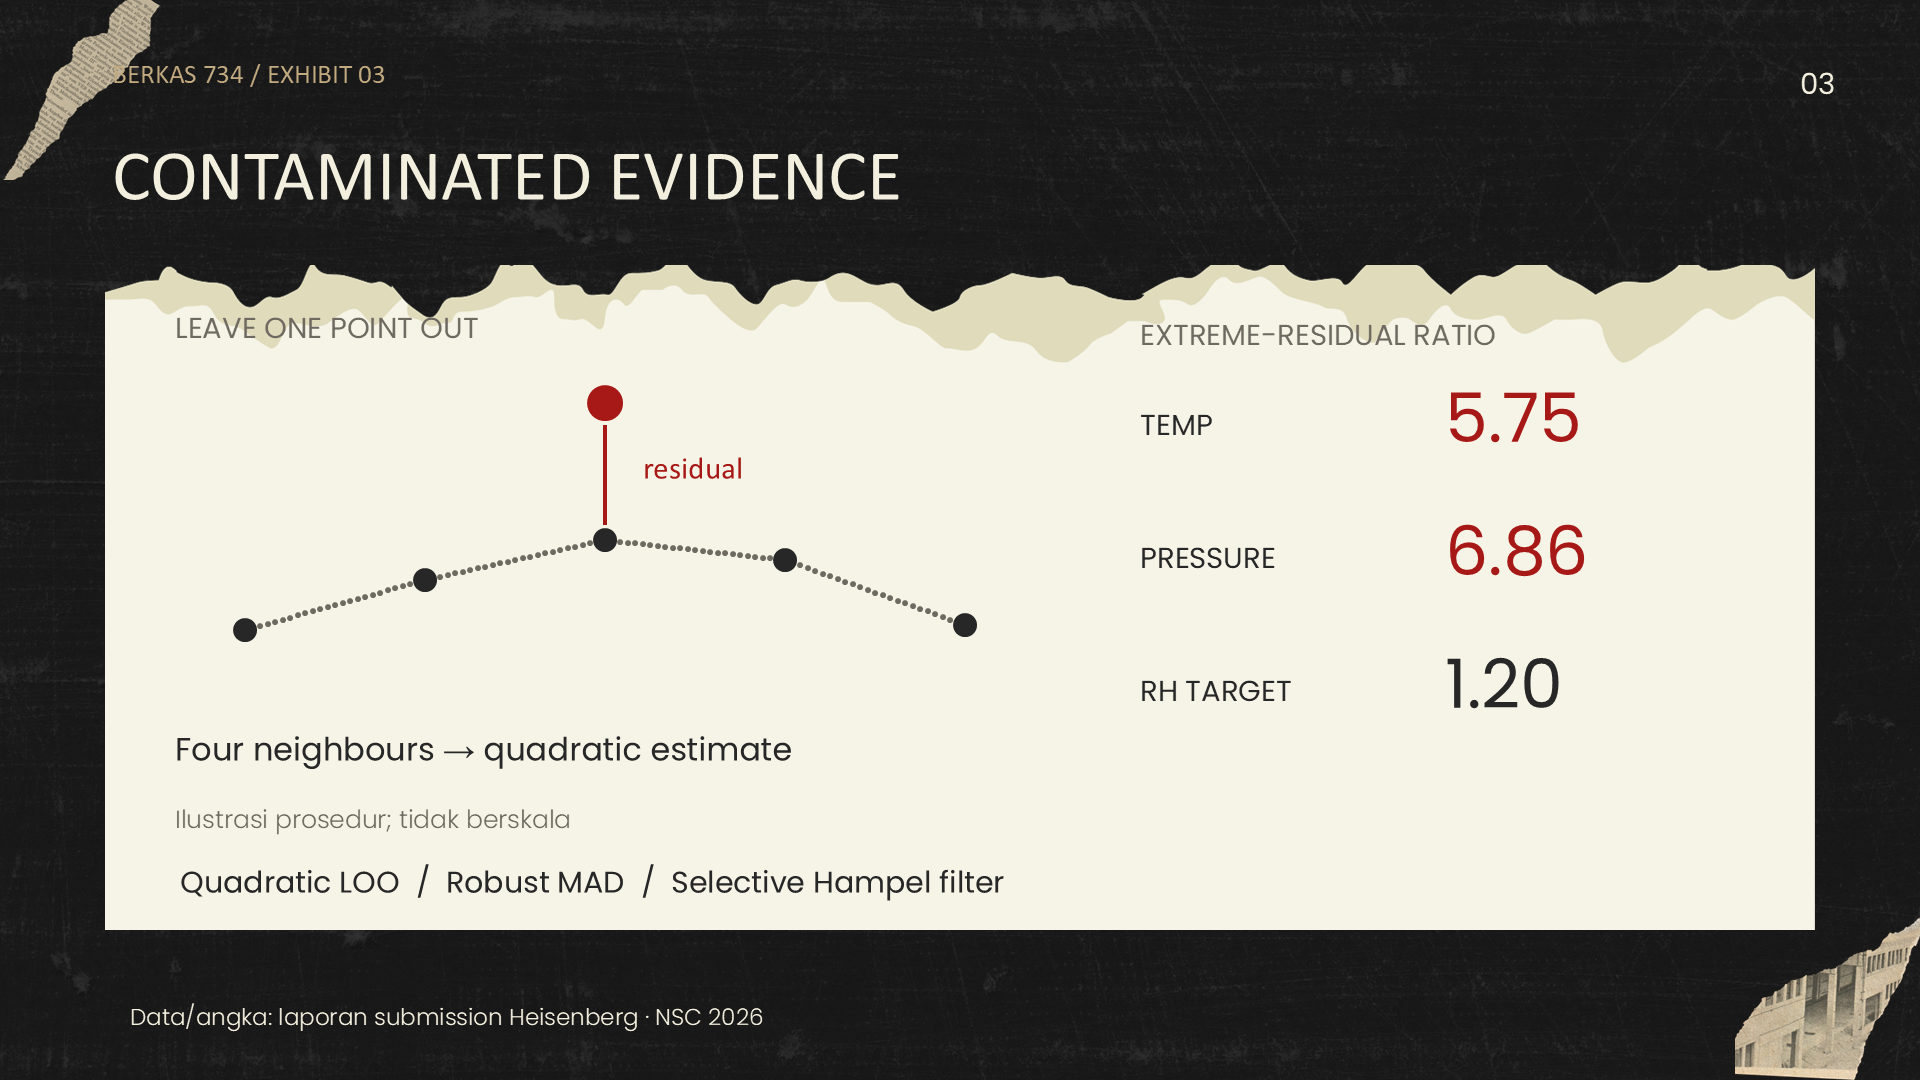 BERKAS 734 / EXHIBIT 03
03
CONTAMINATED EVIDENCE
LEAVE ONE POINT OUT
residual
Four neighbours → quadratic estimate
Ilustrasi prosedur; tidak berskala
Quadratic LOO / Robust MAD / Selective Hampel filter
EXTREME-RESIDUAL RATIO
TEMP 5.75
PRESSURE 6.86
RH TARGET 1.20
Data/angka: laporan submission Heisenberg · NSC 2026